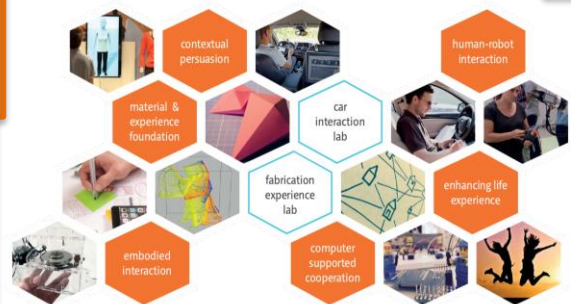 contextual
persuasion
human-robot
interaction
material &
experience
foundation
car
interaction
lab
fabrication
experience
lab
enhancing life
experience
embodied
interaction
computer
supported
cooperation